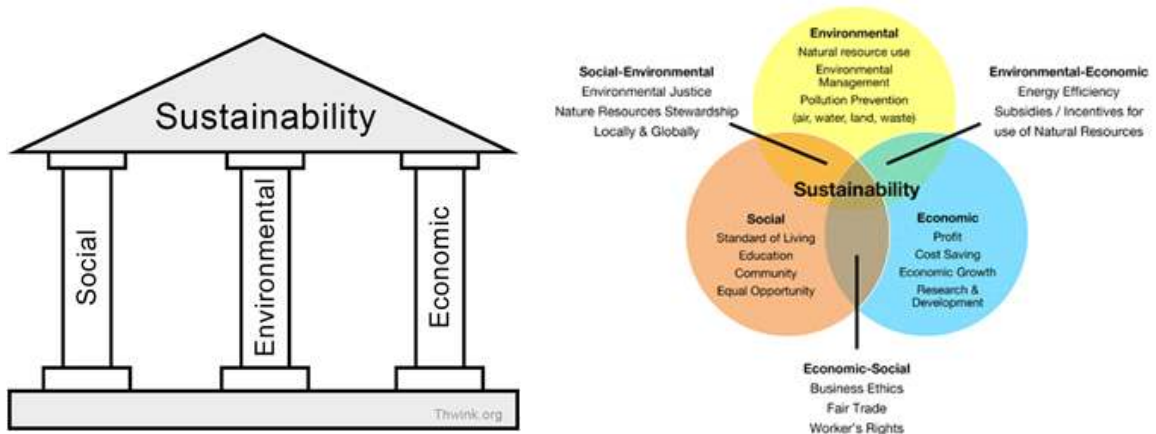 Sustainability
Social
Environmental
Economic
Thwink.org
Environmental
Natural resource use
Environmental
Management
Pollution Prevention
(air, water, land, waste)
Social-Environmental
Environmental Justice
Nature Resources Stewardship
Locally & Globally
Environmental-Economic
Energy Efficiency
Subsidies / Incentives for
use of Natural Resources
Sustainability
Social
Standard of Living
Education
Community
Equal Opportunity
Economic
Profit
Cost Saving
Economic Growth
Research &
Development
Economic-Social
Business Ethics
Fair Trade
Worker's Rights